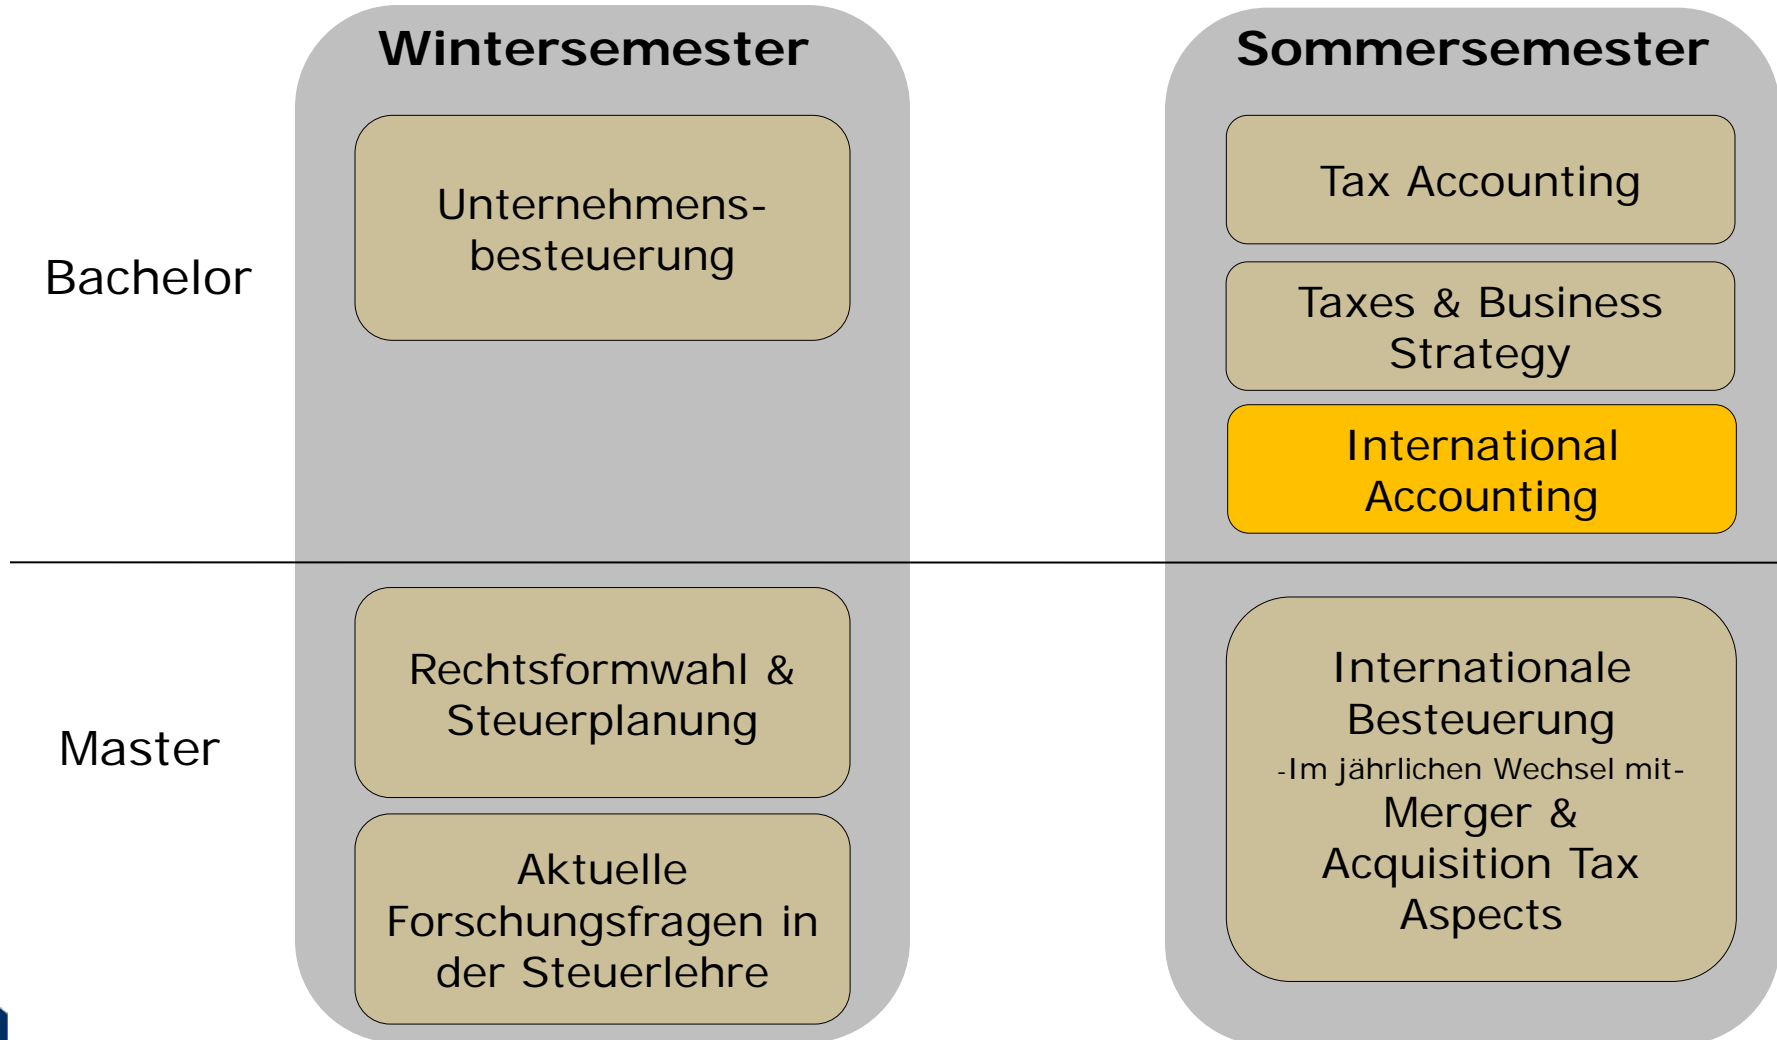 Wintersemester
Sommersemester
Bachelor
Unternehmens-
besteuerung
Tax Accounting
Taxes & Business
Strategy
International
Accounting
Master
Rechtsformwahl &
Steuerplanung
Aktuelle
Forschungsfragen in
der Steuerlehre
Internationale
Besteuerung
-Im jährlichen Wechsel mit-
Merger &
Acquisition Tax
Aspects